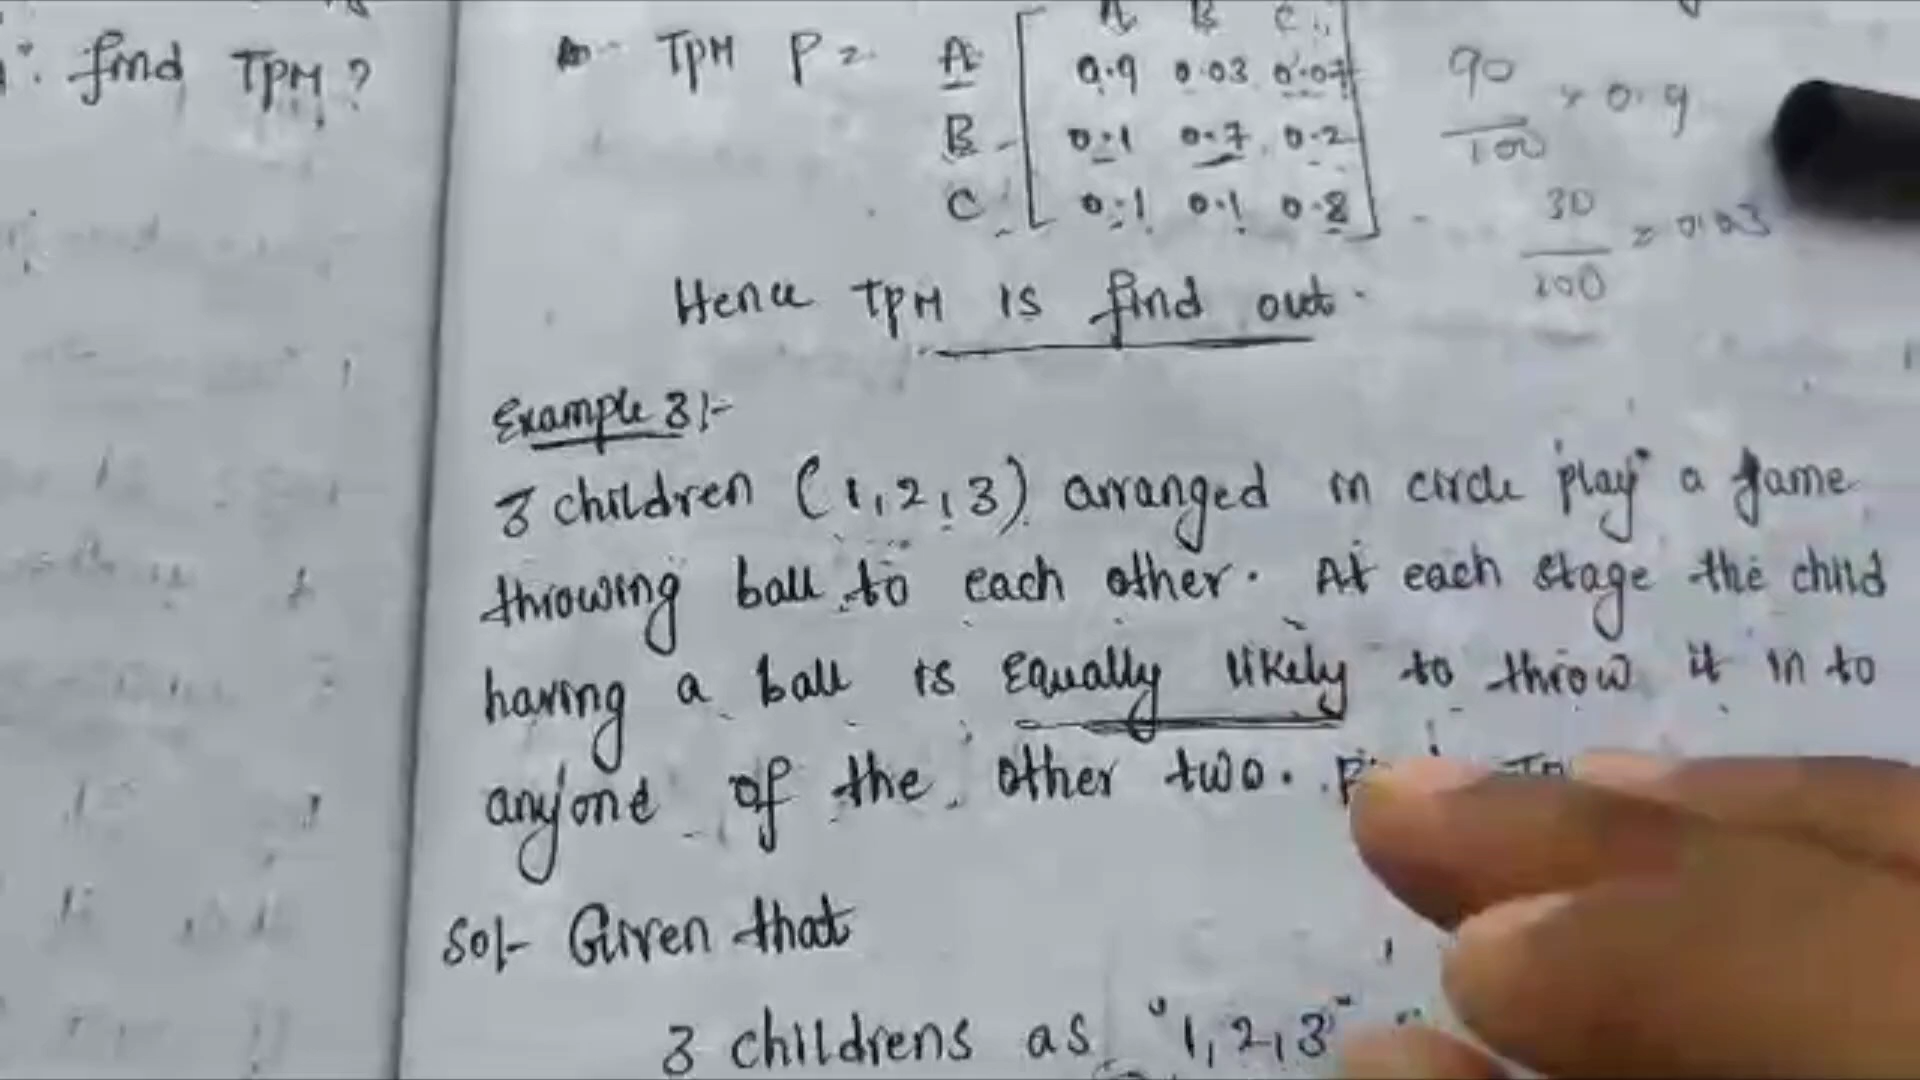 find TPM?
A B C
TPM P = A 0.9 0.03 0.07
B 0.1 0.7 0.2
C 0.1 0.1 0.8
90
100 = 0.9
30
100 = 0.03
Hence TPM is find out.
Example 3:-
3 children (1,2,3) arranged in circle "play" a game
throwing ball to each other. At each stage the child
having a ball is equally likely to throw it in to
anyone of the other two.
Sol- Given that
3 childrens as "1,2,3"